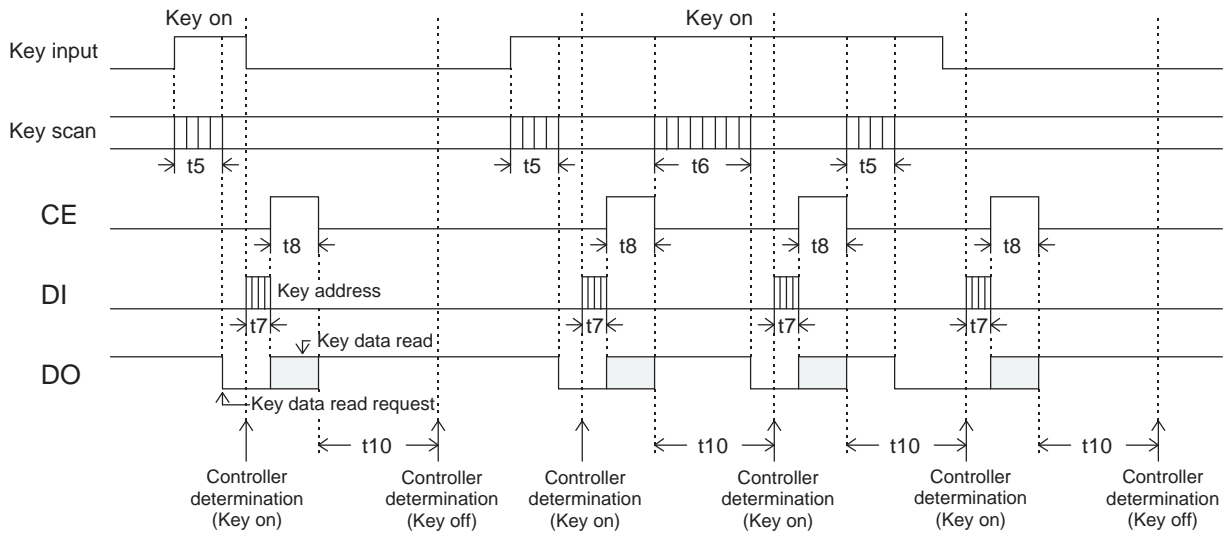 Key on
Key on
Key input
Key scan
t5
t5
t6
t5
CE
t8
t8
t8
t8
DI
Key address
t7
t7
t7
t7
Key data read
DO
Key data read request
t10
t10
t10
t10
Controller
determination
(Key on)
Controller
determination
(Key off)
Controller
determination
(Key on)
Controller
determination
(Key on)
Controller
determination
(Key on)
Controller
determination
(Key off)